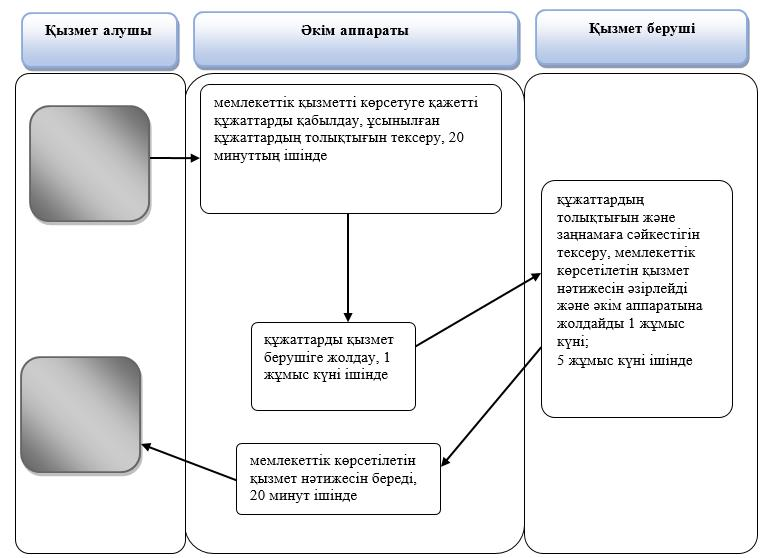 Қызмет алушы
Әкім аппараты
Қызмет беруші
мемлекеттік қызметті көрсетуге қажетті
құжаттарды қабылдау, ұсынылған
құжаттардың толықтығын тексеру, 20
минуттың ішінде
құжаттардың
толықтығын және
заңнамаға сәйкестігін
тексеру, мемлекеттік
көрсетілетін қызмет
нәтижесін әзірлейді
және әкім аппаратына
жолдайды 1 жұмыс
күні;
5 жұмыс күні ішінде
құжаттарды қызмет
берушіге жолдау, 1
жұмыс күні ішінде
мемлекеттік көрсетілетін
қызмет нәтижесін береді,
20 минут ішінде